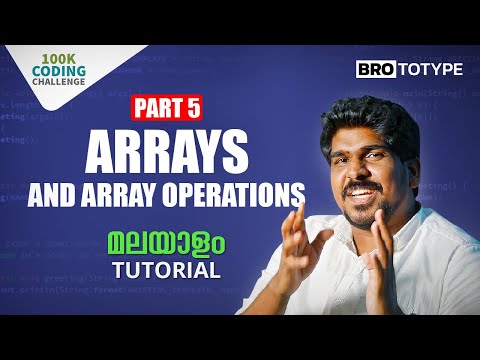 100K
CODING
CHALLENGE
BROTOTYPE
PART 5
ARRAYS
AND ARRAY OPERATIONS
മലയാളം
TUTORIAL